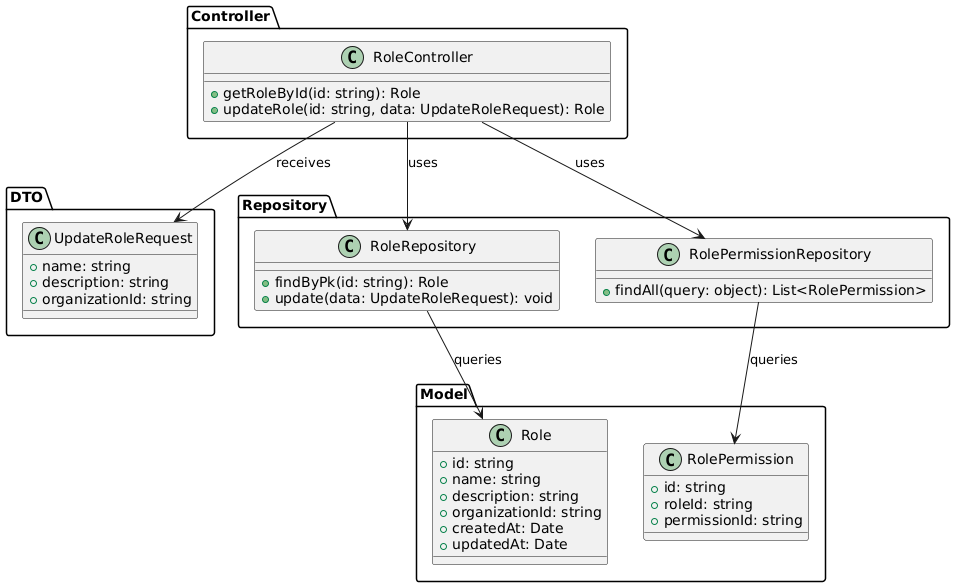 Controller
C RoleController
getRoleById(id: string): Role
updateRole(id: string, data: UpdateRoleRequest): Role
receives
uses
uses
DTO
C UpdateRoleRequest
name: string
description: string
organizationId: string
Repository
C RoleRepository
findByPk(id: string): Role
update(data: UpdateRoleRequest): void
C RolePermissionRepository
findAll(query: object): List<RolePermission>
queries
queries
Model
C Role
id: string
name: string
description: string
organizationId: string
createdAt: Date
updatedAt: Date
C RolePermission
id: string
roleId: string
permissionId: string